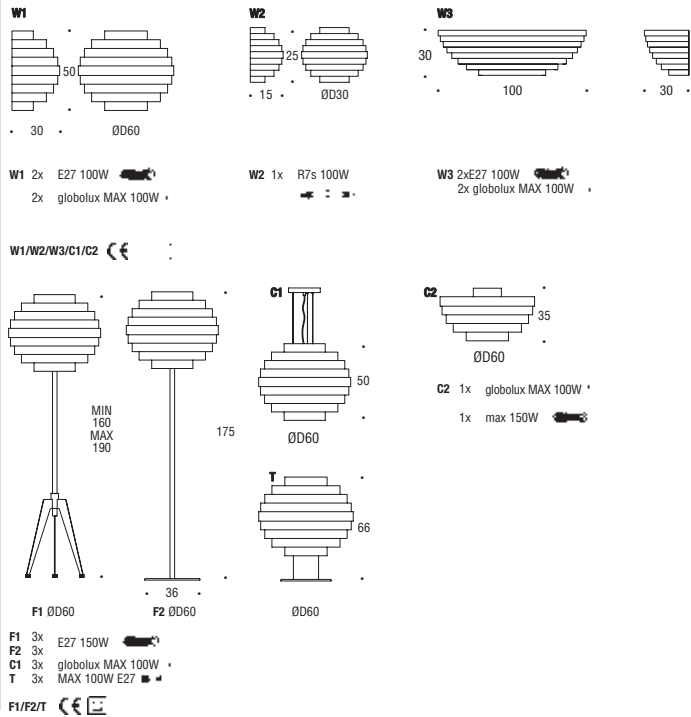 W1
50
30
ØD60
W2
25
15
ØD30
W3
30
100
30
W1 2x E27 100W
2x globolux MAX 100W
W2 1x R7s 100W
W3 2xE27 100W
2x globolux MAX 100W
W1/W2/W3/C1/C2 CE
MIN
160
MAX
190
F1 ØD60
175
36
F2 ØD60
C1
50
ØD60
T
66
ØD60
C2
35
ØD60
C2 1x globolux MAX 100W
1x max 150W
F1 3x
F2 3x
E27 150W
C1 3x globolux MAX 100W
T 3x MAX 100W E27
F1/F2/T CE